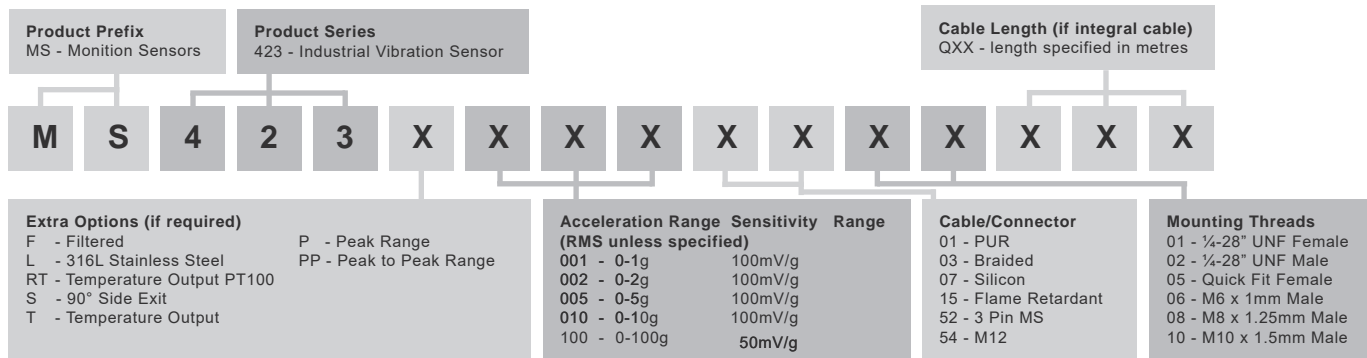 Product Prefix
MS - Monition Sensors
Product Series
423 - Industrial Vibration Sensor
Cable Length (if integral cable)
QXX - length specified in metres
M S 4 2 3 X X X X X X X X X X X
Extra Options (if required)
F - Filtered
L - 316L Stainless Steel
RT - Temperature Output PT100
S - 90° Side Exit
T - Temperature Output
P - Peak Range
PP - Peak to Peak Range
Acceleration Range Sensitivity Range
(RMS unless specified)
001 - 0-1g 100mV/g
002 - 0-2g 100mV/g
005 - 0-5g 100mV/g
010 - 0-10g 100mV/g
100 - 0-100g 50mV/g
Cable/Connector
01 - PUR
03 - Braided
07 - Silicon
15 - Flame Retardant
52 - 3 Pin MS
54 - M12
Mounting Threads
01 - ¼-28” UNF Female
02 - ¼-28” UNF Male
05 - Quick Fit Female
06 - M6 x 1mm Male
08 - M8 x 1.25mm Male
10 - M10 x 1.5mm Male